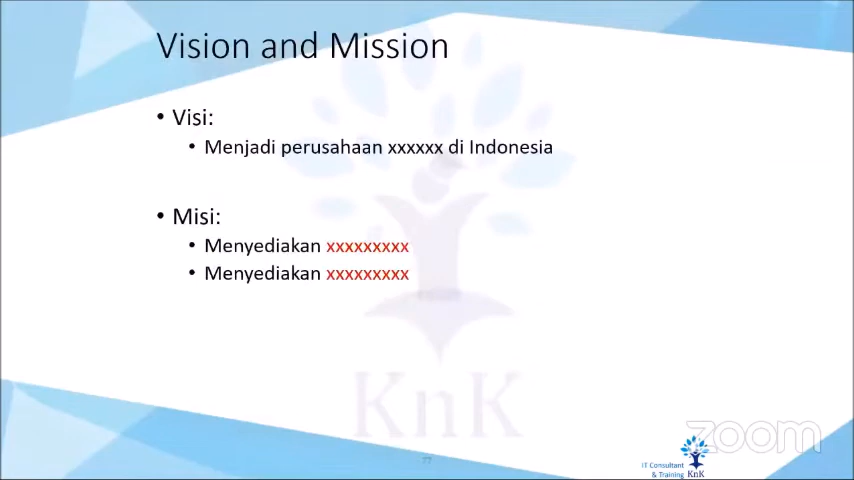 Vision and Mission
• Visi:
• Menjadi perusahaan xxxxxx di Indonesia
• Misi:
• Menyediakan xxxxxxxxx
• Menyediakan xxxxxxxxx
KnK
77
IT Consultant
& Training KnK
zoom